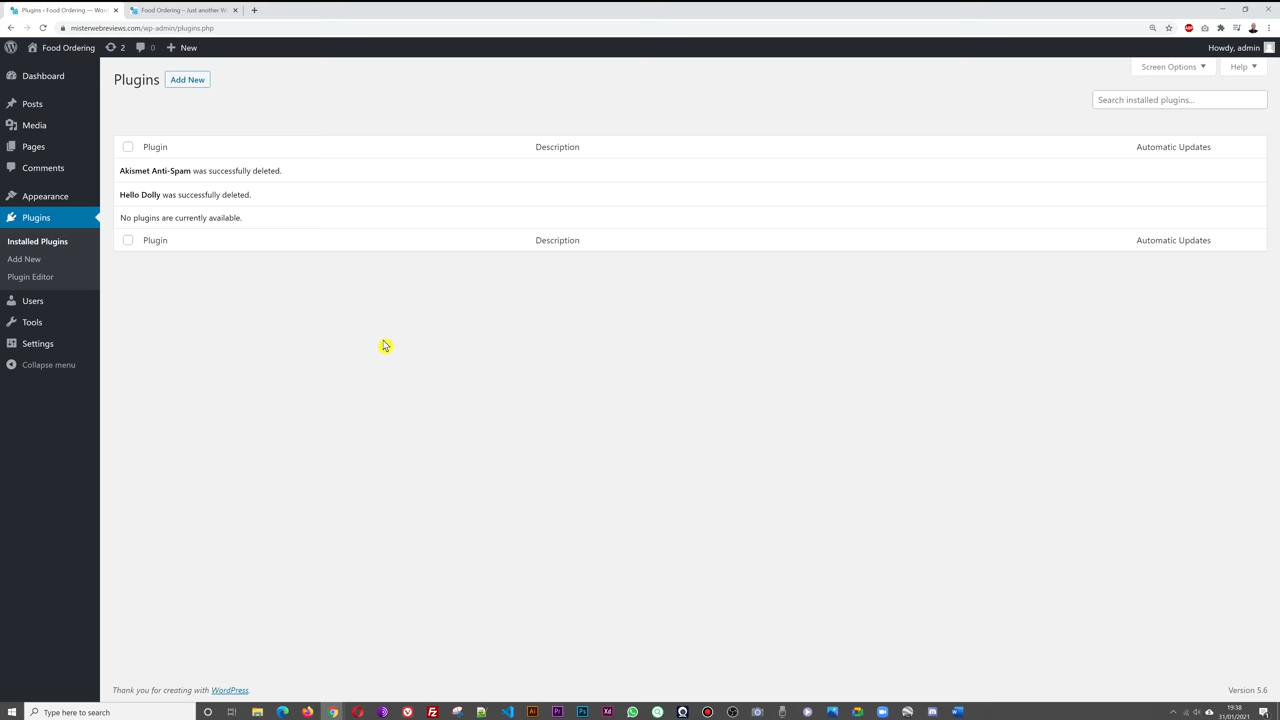 Plugins ‹ Food Ordering — Wor
Food Ordering – Just another W
misterwebreviews.com/wp-admin/plugins.php
Food Ordering
2
0
New
Howdy, admin
Dashboard
Posts
Media
Pages
Comments
Appearance
Plugins
Installed Plugins
Add New
Plugin Editor
Users
Tools
Settings
Collapse menu
Screen Options
Help
Plugins
Add New
Search installed plugins...
Plugin Description Automatic Updates
Akismet Anti-Spam was successfully deleted.
Hello Dolly was successfully deleted.
No plugins are currently available.
Plugin Description Automatic Updates
Thank you for creating with WordPress.
Version 5.6
Type here to search
19:38
31/01/2021